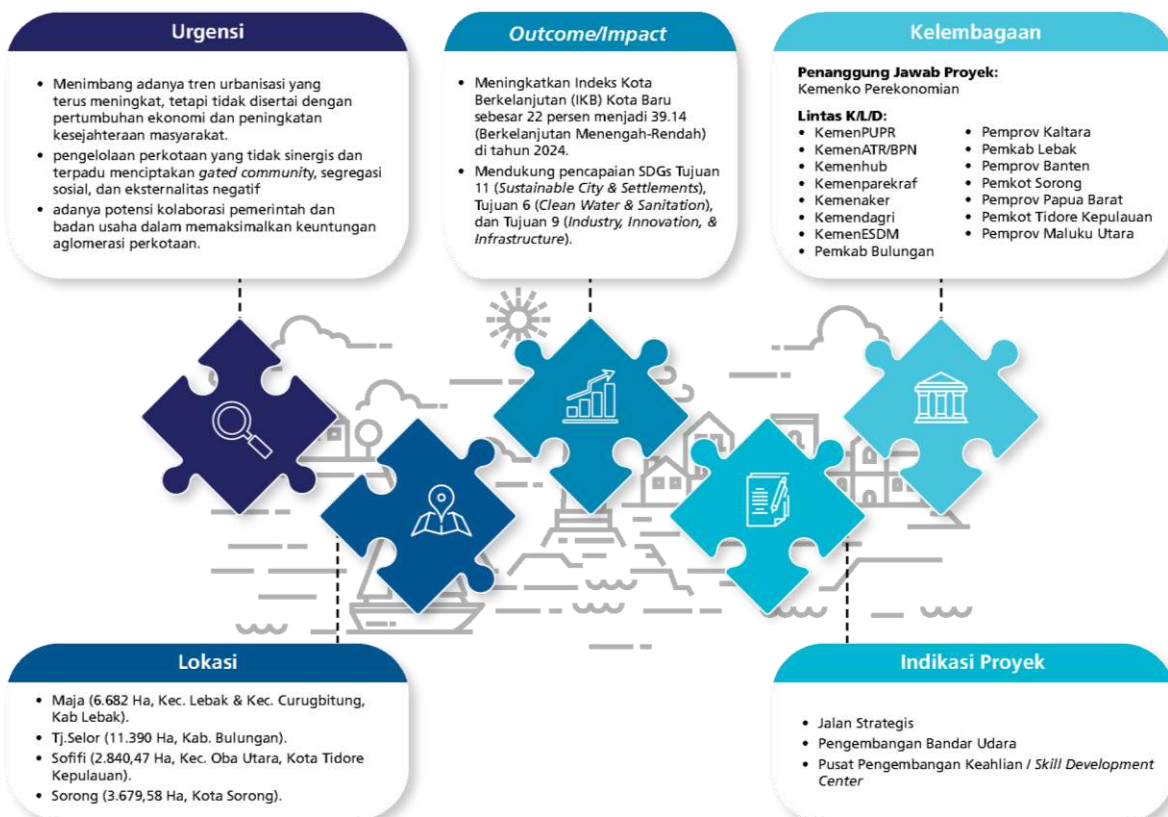 Urgensi
• Menimbang adanya tren urbanisasi yang
terus meningkat, tetapi tidak disertai dengan
pertumbuhan ekonomi dan peningkatan
kesejahteraan masyarakat.
• pengelolaan perkotaan yang tidak sinergis dan
terpadu menciptakan gated community, segregasi
sosial, dan eksternalitas negatif
• adanya potensi kolaborasi pemerintah dan
badan usaha dalam memaksimalkan keuntungan
aglomerasi perkotaan.
Outcome/Impact
• Meningkatkan Indeks Kota
Berkelanjutan (IKB) Kota Baru
sebesar 22 persen menjadi 39.14
(Berkelanjutan Menengah-Rendah)
di tahun 2024.
• Mendukung pencapaian SDGs Tujuan
11 (Sustainable City & Settlements),
Tujuan 6 (Clean Water & Sanitation),
dan Tujuan 9 (Industry, Innovation, &
Infrastructure).
Kelembagaan
Penanggung Jawab Proyek:
Kemenko Perekonomian
Lintas K/L/D:
• KemenPUPR
• KemenATR/BPN
• Kemenhub
• Kemenparekraf
• Kemenaker
• Kemendagri
• KemenESDM
• Pemkab Bulungan
• Pemprov Kaltara
• Pemkab Lebak
• Pemprov Banten
• Pemkot Sorong
• Pemprov Papua Barat
• Pemkot Tidore Kepulauan
• Pemprov Maluku Utara
Lokasi
• Maja (6.682 Ha, Kec. Lebak & Kec. Curugbitung,
Kab Lebak).
• Tj.Selor (11.390 Ha, Kab. Bulungan).
• Sofifi (2.840,47 Ha, Kec. Oba Utara, Kota Tidore
Kepulauan).
• Sorong (3.679,58 Ha, Kota Sorong).
Indikasi Proyek
• Jalan Strategis
• Pengembangan Bandar Udara
• Pusat Pengembangan Keahlian / Skill Development
Center